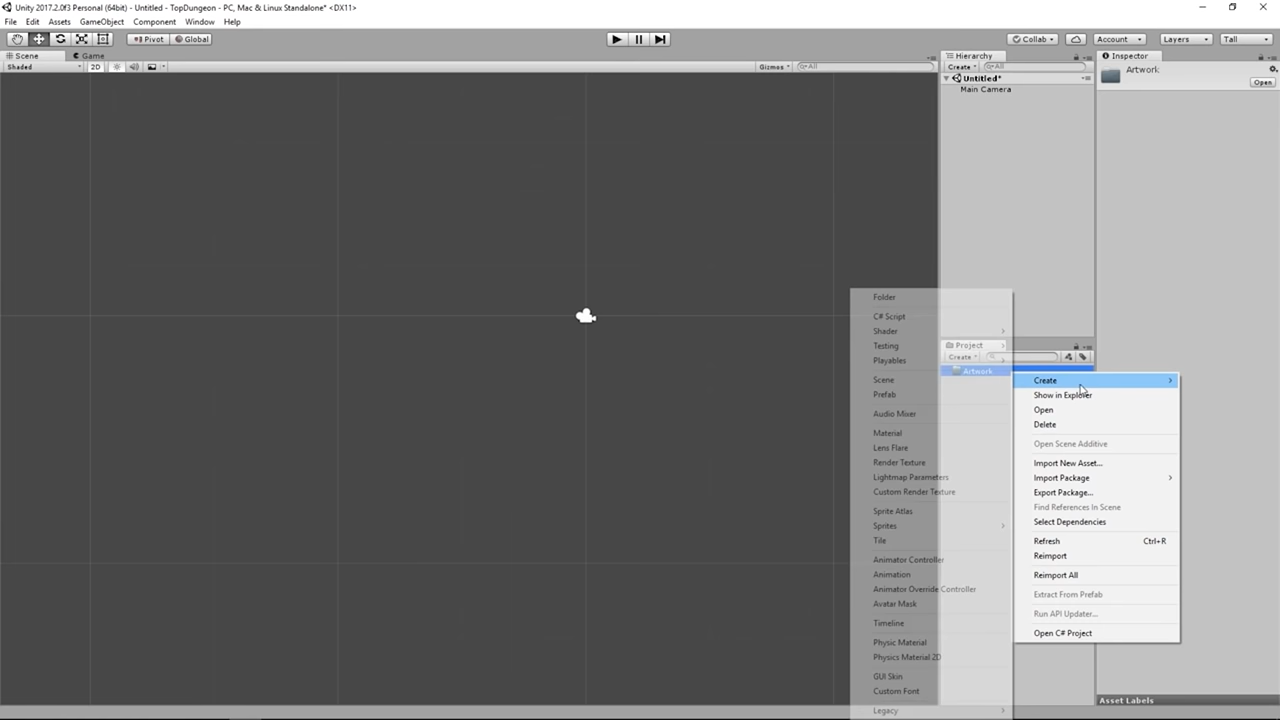 Unity 2017.2.0f3 Personal (64bit) - Untitled - TopDungeon - PC, Mac & Linux Standalone* <DX11>
File Edit Assets GameObject Component Window Help
Pivot Global Collab Account Layers Tall
Scene Game
Shaded 2D Gizmos All
Hierarchy
Create All
Untitled*
Main Camera
Inspector
Artwork
Open
Project
Create
Artwork
Folder
C# Script
Shader
Testing
Playables
Scene
Prefab
Audio Mixer
Material
Lens Flare
Render Texture
Lightmap Parameters
Custom Render Texture
Sprite Atlas
Sprites
Tile
Animator Controller
Animation
Animator Override Controller
Avatar Mask
Timeline
Physic Material
Physics Material 2D
GUI Skin
Custom Font
Legacy
Create
Show in Explorer
Open
Delete
Open Scene Additive
Import New Asset...
Import Package
Export Package...
Find References In Scene
Select Dependencies
Refresh Ctrl+R
Reimport
Reimport All
Extract From Prefab
Run API Updater...
Open C# Project
Asset Labels